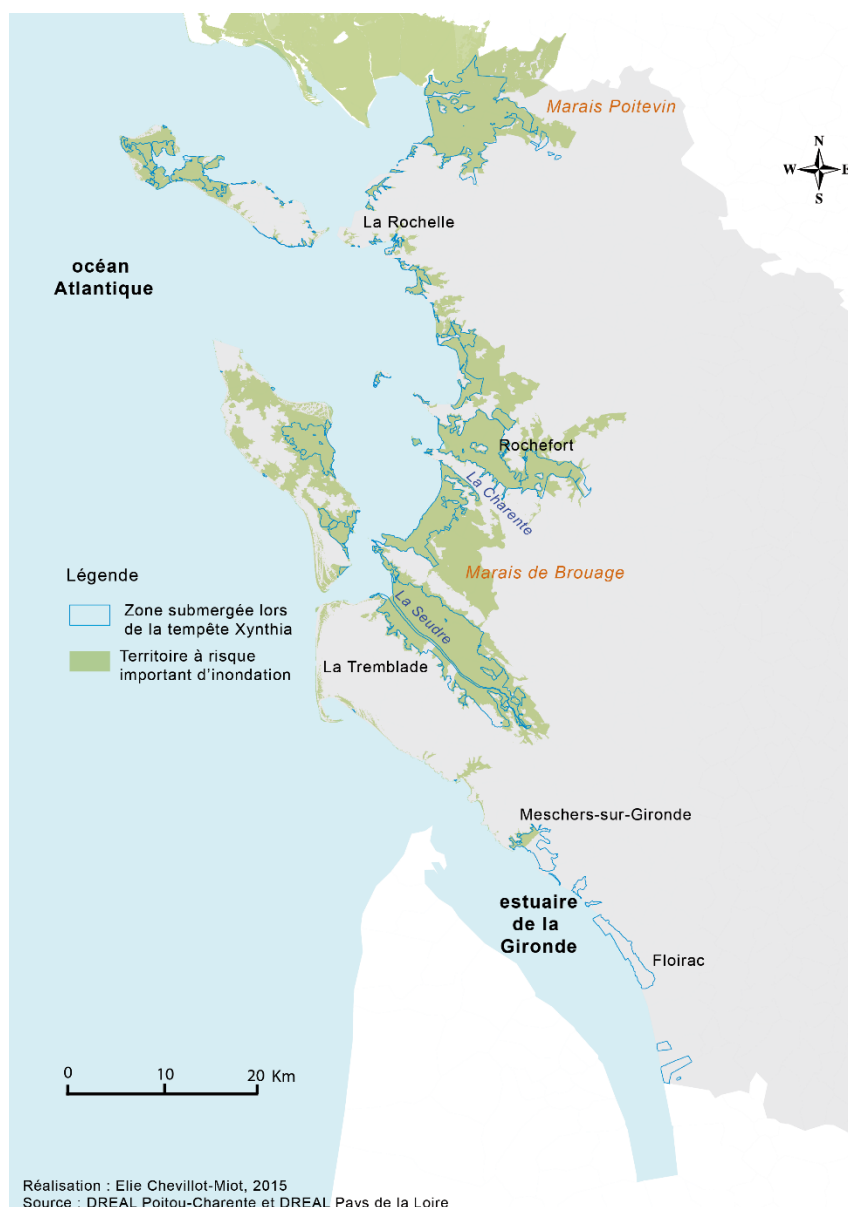 Marais Poitevin
N
W E
S
La Rochelle
océan
Atlantique
Rochefort
La Charente
Légende
Marais de Brouage
Zone submergée lors
de la tempête Xynthia
La Seudre
Territoire à risque
important d'inondation
La Tremblade
Meschers-sur-Gironde
estuaire
de la
Gironde
Floirac
0 10 20 Km
Réalisation : Elie Chevillot-Miot, 2015
Source : DREAL Poitou-Charente et DREAL Pays de la Loire